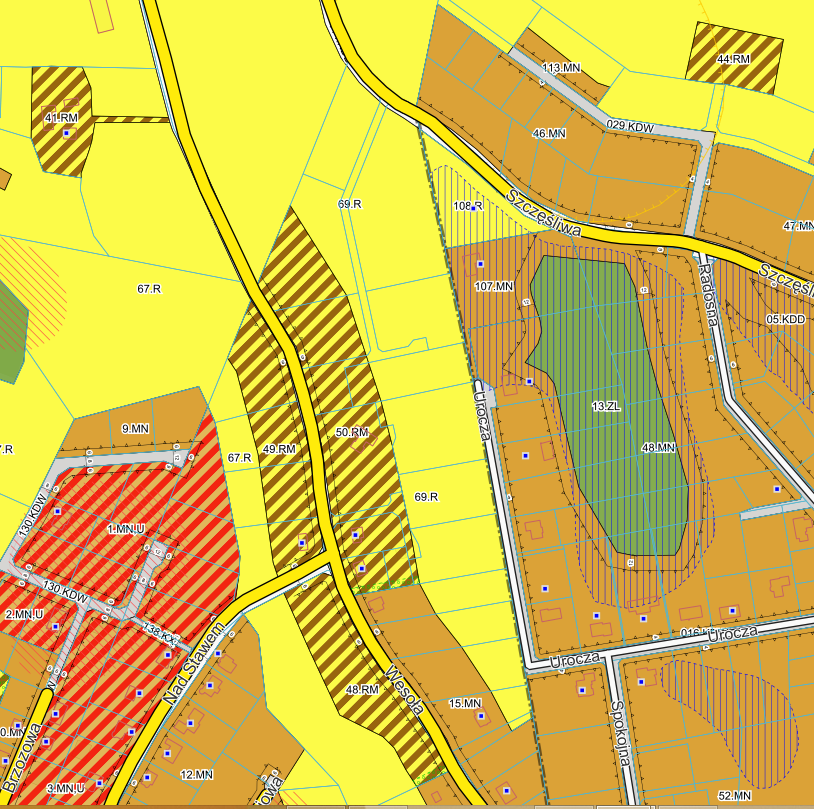 44.RM
113.MN
41.RM
029.KDW
46.MN
69.R
108.R
Szczęśliwa
47.MN
67.R
107.MN
Radosna
05.KDD
13.ZL
9.MN
50.RM
Urocza
48.MN
67.R
49.RM
69.R
130.KDW
1.MN,U
130.KDW
2.MN,U
138.KX
Nad Stawem
Urocza
Urocza
48.RM
Wesoła
15.MN
Spokojna
Brzozowa
12.MN
3.MN,U
52.MN